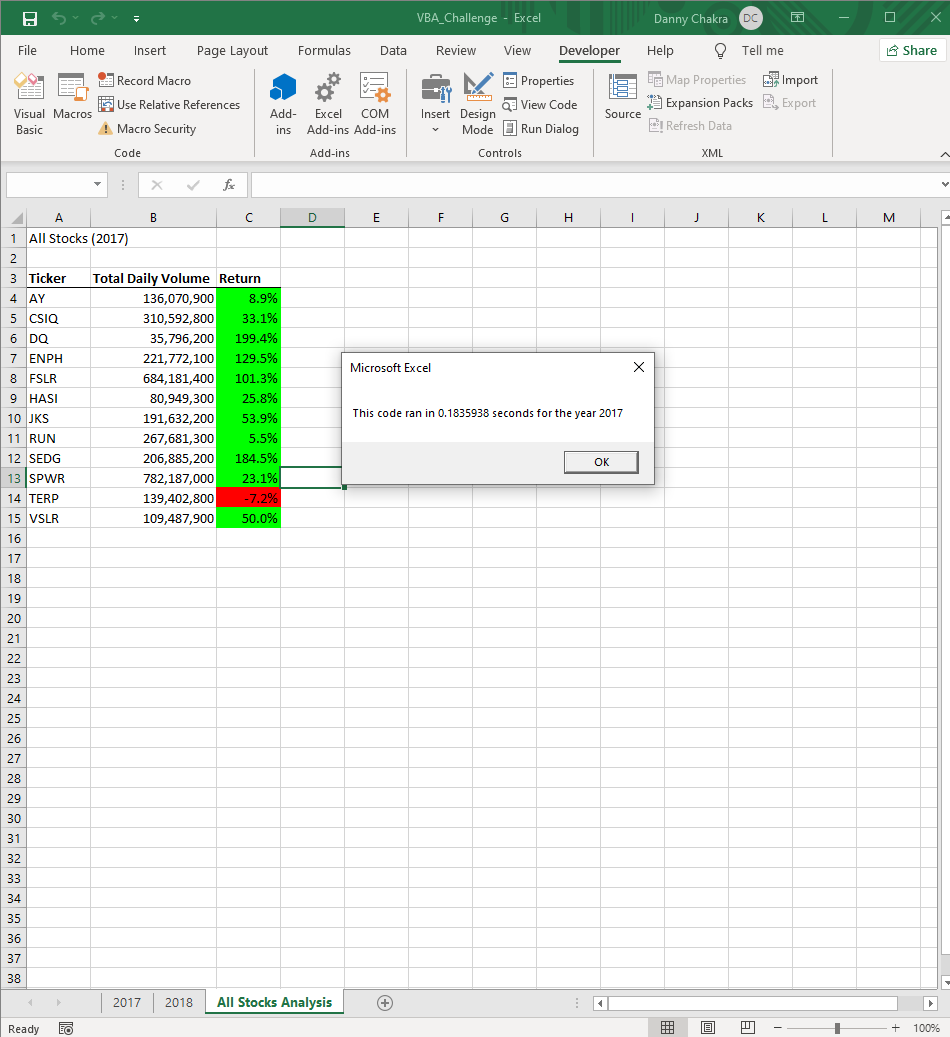 VBA_Challenge - Excel
Danny Chakra DC
File Home Insert Page Layout Formulas Data Review View Developer Help Tell me Share
Visual Basic
Macros
Record Macro
Use Relative References
Macro Security
Code
Add-ins
Excel Add-ins
COM Add-ins
Add-ins
Insert
Design Mode
Properties
View Code
Run Dialog
Controls
Source
Map Properties
Expansion Packs
Refresh Data
Import
Export
XML
fx
A B C D E F G H I J K L M
1 All Stocks (2017)
2
3 Ticker Total Daily Volume Return
4 AY 136,070,900 8.9%
5 CSIQ 310,592,800 33.1%
6 DQ 35,796,200 199.4%
7 ENPH 221,772,100 129.5%
8 FSLR 684,181,400 101.3%
9 HASI 80,949,300 25.8%
10 JKS 191,632,200 53.9%
11 RUN 267,681,300 5.5%
12 SEDG 206,885,200 184.5%
13 SPWR 782,187,000 23.1%
14 TERP 139,402,800 -7.2%
15 VSLR 109,487,900 50.0%
Microsoft Excel
This code ran in 0.1835938 seconds for the year 2017
OK
16
17
18
19
20
21
22
23
24
25
26
27
28
29
30
31
32
33
34
35
36
37
38
2017 2018 All Stocks Analysis
Ready
100%